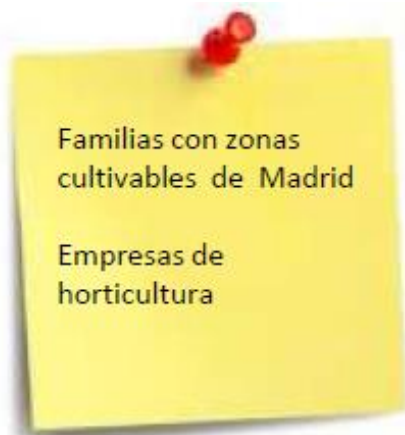 Familias con zonas
cultivables de Madrid
Empresas de
horticultura